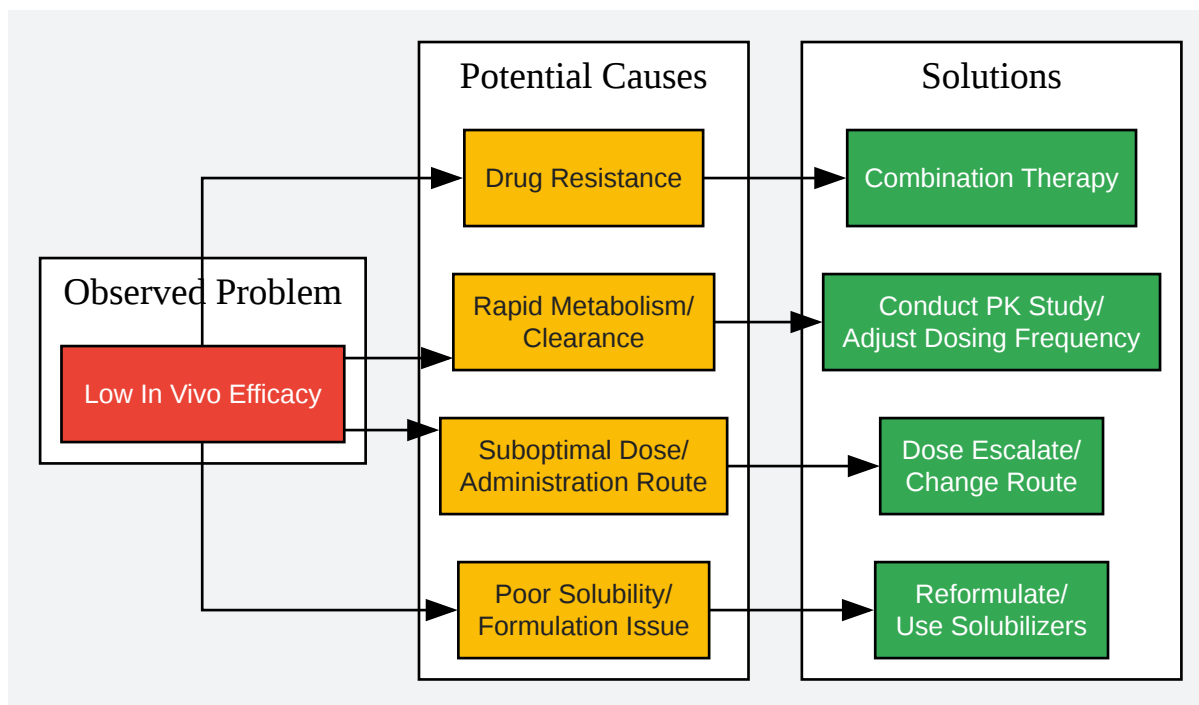 Observed Problem
Low In Vivo Efficacy
Potential Causes
Drug Resistance
Rapid Metabolism/
Clearance
Suboptimal Dose/
Administration Route
Poor Solubility/
Formulation Issue
Solutions
Combination Therapy
Conduct PK Study/
Adjust Dosing Frequency
Dose Escalate/
Change Route
Reformulate/
Use Solubilizers